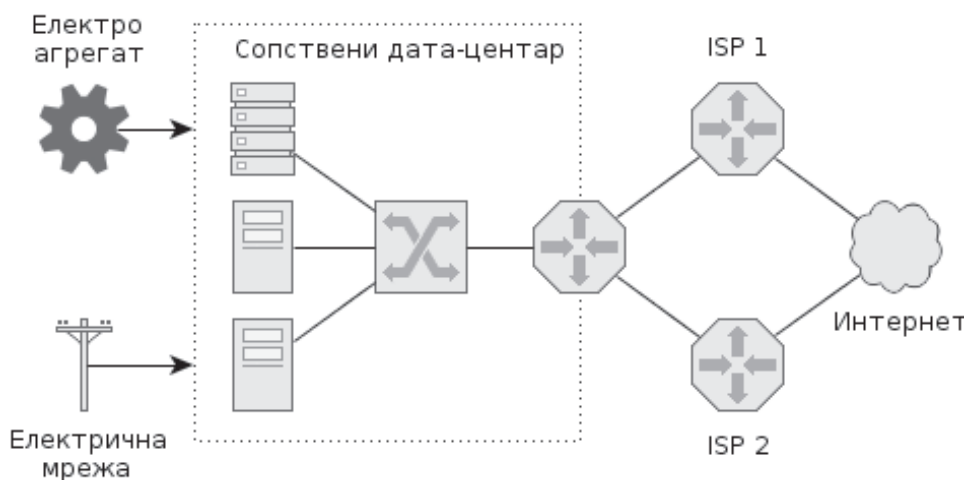 Електро
агрегат
Сопствени дата-центар
ISP 1
Интернет
Електрична
мрежа
ISP 2